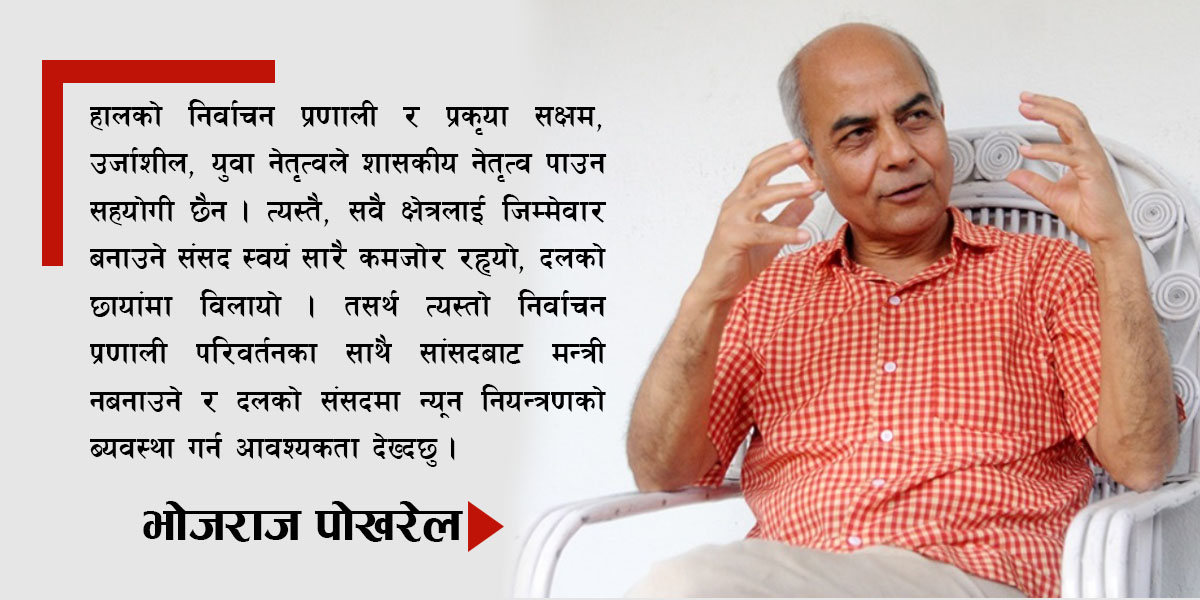 हालको निर्वाचन प्रणाली र प्रकृया सक्षम,
उर्जाशील, युवा नेतृत्वले शासकीय नेतृत्व पाउन
सहयोगी छैन । त्यस्तै, सवै क्षेत्रलाई जिम्मेवार
बनाउने संसद स्वयं सारै कमजोर रहृयो, दलको
छायांमा विलायो । तसर्थ त्यस्तो निर्वाचन
प्रणाली परिवर्तनका साथै सांसदबाट मन्त्री
नबनाउने र दलको संसदमा न्यून नियन्त्रणको
ब्यवस्था गर्न आवश्यकता देख्दछु ।
भोजराज पोखरेल